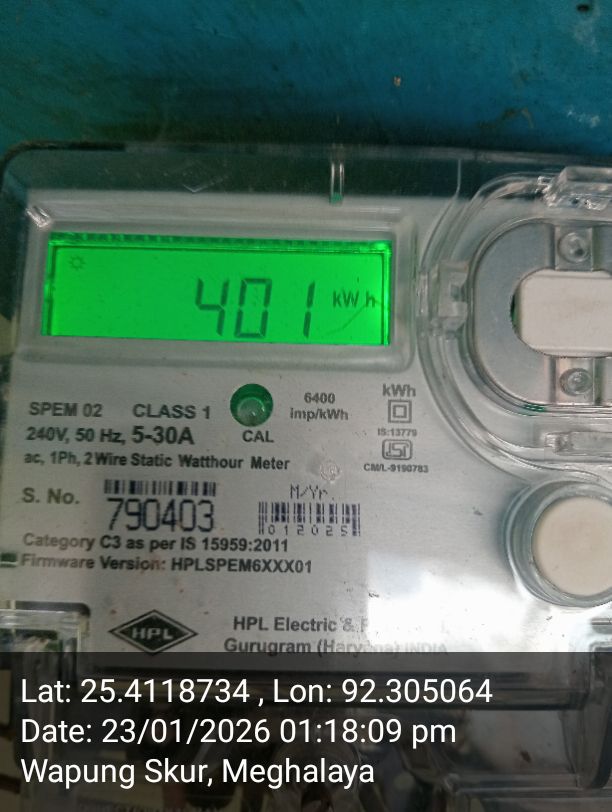 401 kWh
SPEM 02 CLASS 1
6400
imp/kWh
kWh
240V, 50 Hz, 5-30A
CAL
IS:13779
ac, 1Ph, 2 Wire Static Watthour Meter
CM/L-9190783
S. No.
790403
M/Yr.
012025
Category C3 as per IS 15959:2011
Firmware Version: HPLSPEM6XXX01
HPL
HPL Electric &
Gurugram (Haryana) INDIA
Lat: 25.4118734 , Lon: 92.305064
Date: 23/01/2026 01:18:09 pm
Wapung Skur, Meghalaya